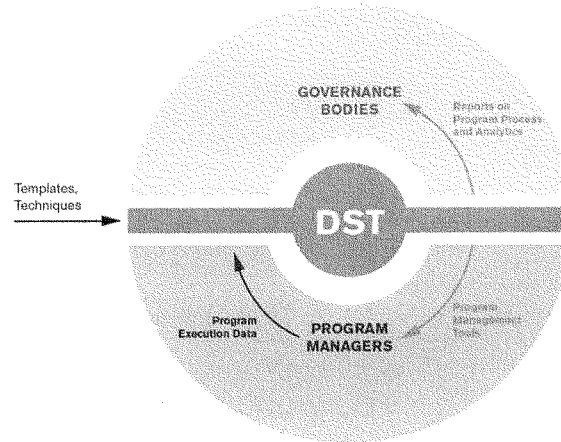 GOVERNANCE
BODIES
Reports on
Program Process
and Analytics
Templates,
Techniques
DST
Program
Execution Data
PROGRAM
MANAGERS
Program
Management
Tools